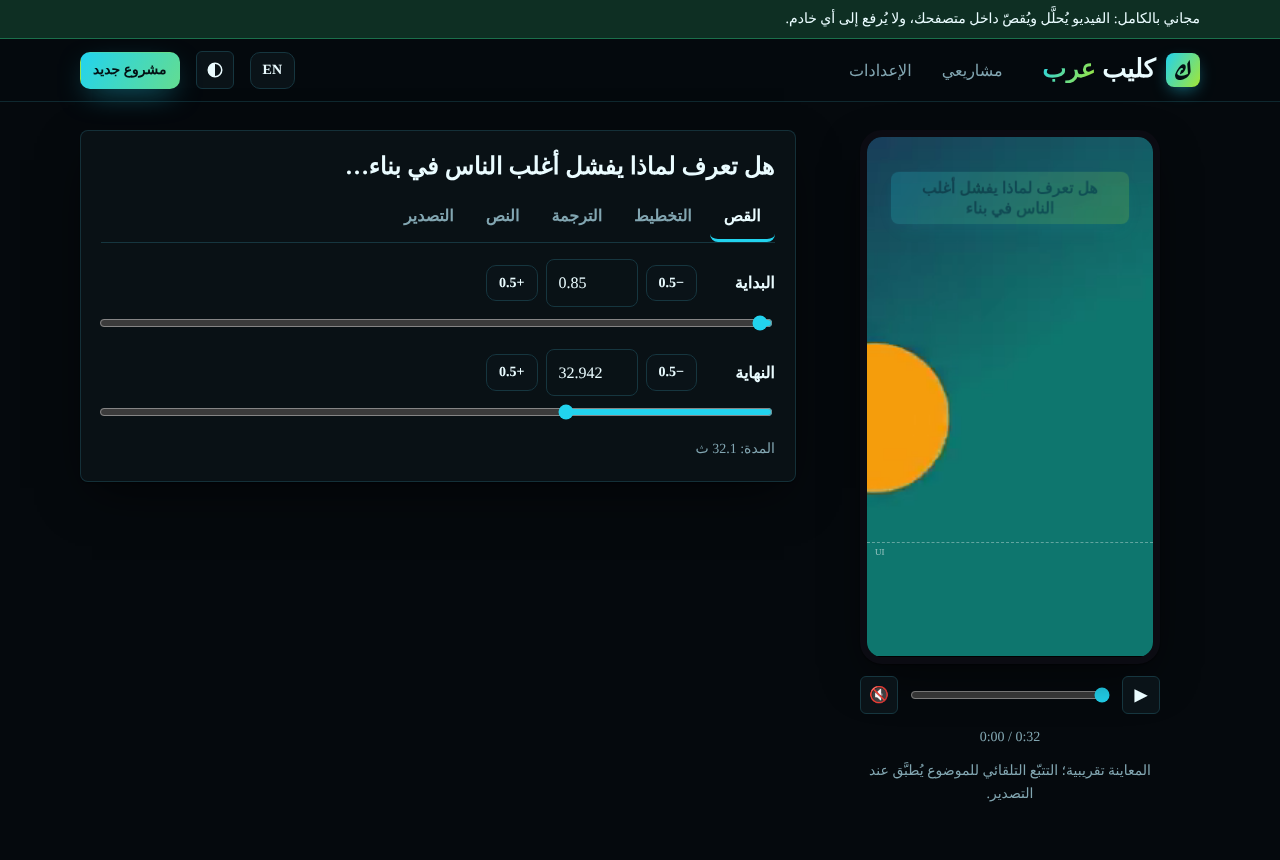 مجاني بالكامل: الفيديو يُحلَّل ويُقصّ داخل متصفحك، ولا يُرفع إلى أي خادم.
ك
كليب عرب
مشاريعي
الإعدادات
EN
مشروع جديد
هل تعرف لماذا يفشل أغلب
الناس في بناء
UI
0:00 / 0:32
المعاينة تقريبية؛ التتبّع التلقائي للموضوع يُطبَّق عند
التصدير.
هل تعرف لماذا يفشل أغلب الناس في بناء…
القص
التخطيط
الترجمة
النص
التصدير
البداية
−0.5
0.85
+0.5
النهاية
−0.5
32.942
+0.5
المدة: 32.1 ث